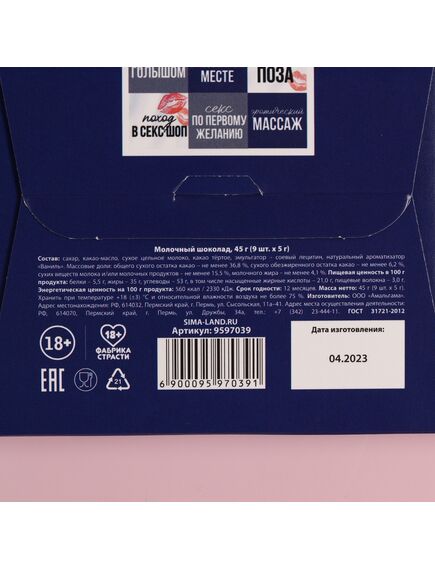 БОЛЬШОМ
МЕСТЕ
ПОЗА
поход
В СЕКС-ШОП
секс
ПО ПЕРВОМУ
ЖЕЛАНИЮ
эротический
МАССАЖ
Молочный шоколад, 45 г (9 шт. х 5 г)
Состав: сахар, какао-масло, сухое цельное молоко, какао тёртое, эмульгатор – соевый лецитин, натуральный ароматизатор
«Ваниль». Массовые доли: общего сухого остатка какао – не менее 36,8 %, сухого обезжиренного остатка какао – не менее 6,2 %,
сухих веществ молока и/или молочных продуктов – не менее 15,5 %, молочного жира – не менее 4,1 %. Пищевая ценность в 100 г
продукта: белки – 5,5 г, жиры – 35 г, углеводы – 53 г, в том числе насыщенные жирные кислоты – 21,0 г, пищевые волокна – 3,0 г.
Энергетическая ценность на 100 г продукта: 560 ккал / 2330 кДж. Срок годности: 12 месяцев. Масса нетто: 45 г (9 шт. х 5 г).
Хранить при температуре +18 (±3) °С и относительной влажности воздуха не более 75 %. Изготовитель: ООО «Амальгама».
Адрес местонахождения: РФ, 614032, Пермский край, г. Пермь, ул. Сысольская, 11а–41. Адрес места осуществления деятельности:
РФ, 614070, Пермский край, г. Пермь, ул. Дружбы, 34а, тел.: +7 (342) 23-444-11. ГОСТ 31721-2012
SIMA-LAND.RU
Артикул: 9597039
18+
18+
ФАБРИКА
СТРАСТИ
EAC
21
6 900095 970391
Дата изготовления:
04.2023